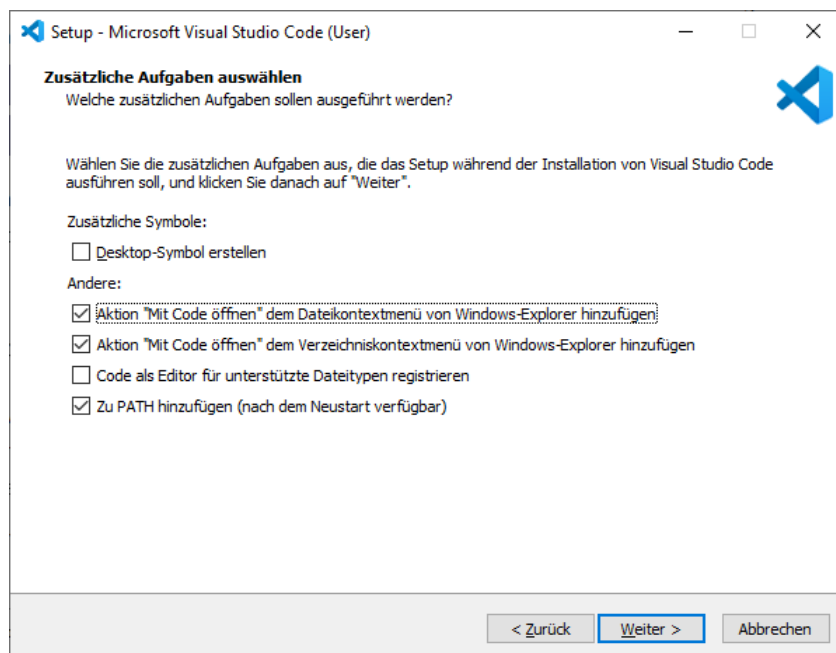 Setup - Microsoft Visual Studio Code (User)
Zusätzliche Aufgaben auswählen
Welche zusätzlichen Aufgaben sollen ausgeführt werden?
Wählen Sie die zusätzlichen Aufgaben aus, die das Setup während der Installation von Visual Studio Code
ausführen soll, und klicken Sie danach auf "Weiter".
Zusätzliche Symbole:
Desktop-Symbol erstellen
Andere:
Aktion "Mit Code öffnen" dem Dateikontextmenü von Windows-Explorer hinzufügen
Aktion "Mit Code öffnen" dem Verzeichniskontextmenü von Windows-Explorer hinzufügen
Code als Editor für unterstützte Dateitypen registrieren
Zu PATH hinzufügen (nach dem Neustart verfügbar)
< Zurück
Weiter >
Abbrechen